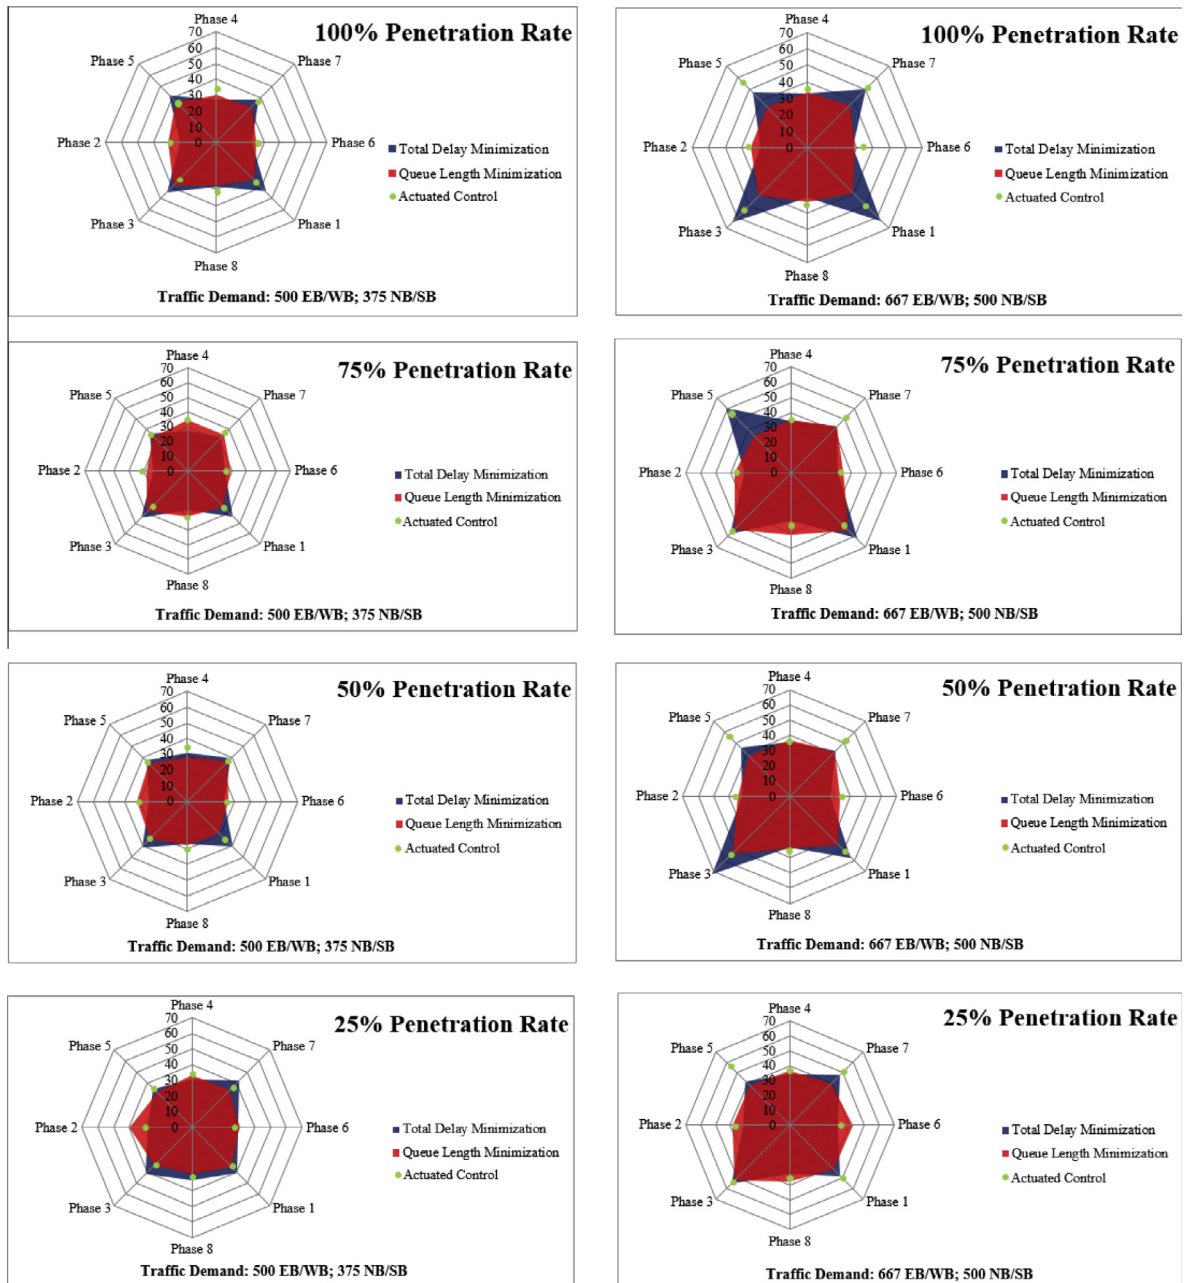 Phase 4
100% Penetration Rate
70
60
50
40
30
20
10
0
Phase 5
Phase 7
Phase 2
Phase 6
Phase 3
Phase 1
Phase 8
Total Delay Minimization
Queue Length Minimization
Actuated Control
Traffic Demand: 500 EB/WB; 375 NB/SB
Phase 4
100% Penetration Rate
70
60
50
40
30
20
10
0
Phase 5
Phase 7
Phase 2
Phase 6
Phase 3
Phase 1
Phase 8
Total Delay Minimization
Queue Length Minimization
Actuated Control
Traffic Demand: 667 EB/WB; 500 NB/SB
Phase 4
75% Penetration Rate
70
60
50
40
30
20
10
0
Phase 5
Phase 7
Phase 2
Phase 6
Phase 3
Phase 1
Phase 8
Total Delay Minimization
Queue Length Minimization
Actuated Control
Traffic Demand: 500 EB/WB; 375 NB/SB
Phase 4
75% Penetration Rate
70
60
50
40
30
20
10
0
Phase 5
Phase 7
Phase 2
Phase 6
Phase 3
Phase 1
Phase 8
Total Delay Minimization
Queue Length Minimization
Actuated Control
Traffic Demand: 667 EB/WB; 500 NB/SB
Phase 4
50% Penetration Rate
70
60
50
40
30
20
10
0
Phase 5
Phase 7
Phase 2
Phase 6
Phase 3
Phase 1
Phase 8
Total Delay Minimization
Queue Length Minimization
Actuated Control
Traffic Demand: 500 EB/WB; 375 NB/SB
Phase 4
50% Penetration Rate
70
60
50
40
30
20
10
0
Phase 5
Phase 7
Phase 2
Phase 6
Phase 3
Phase 1
Phase 8
Total Delay Minimization
Queue Length Minimization
Actuated Control
Traffic Demand: 667 EB/WB; 500 NB/SB
Phase 4
25% Penetration Rate
70
60
50
40
30
20
10
0
Phase 5
Phase 7
Phase 2
Phase 6
Phase 3
Phase 1
Phase 8
Total Delay Minimization
Queue Length Minimization
Actuated Control
Traffic Demand: 500 EB/WB; 375 NB/SB
Phase 4
25% Penetration Rate
70
60
50
40
30
20
10
0
Phase 5
Phase 7
Phase 2
Phase 6
Phase 3
Phase 1
Phase 8
Total Delay Minimization
Queue Length Minimization
Actuated Control
Traffic Demand: 667 EB/WB; 500 NB/SB